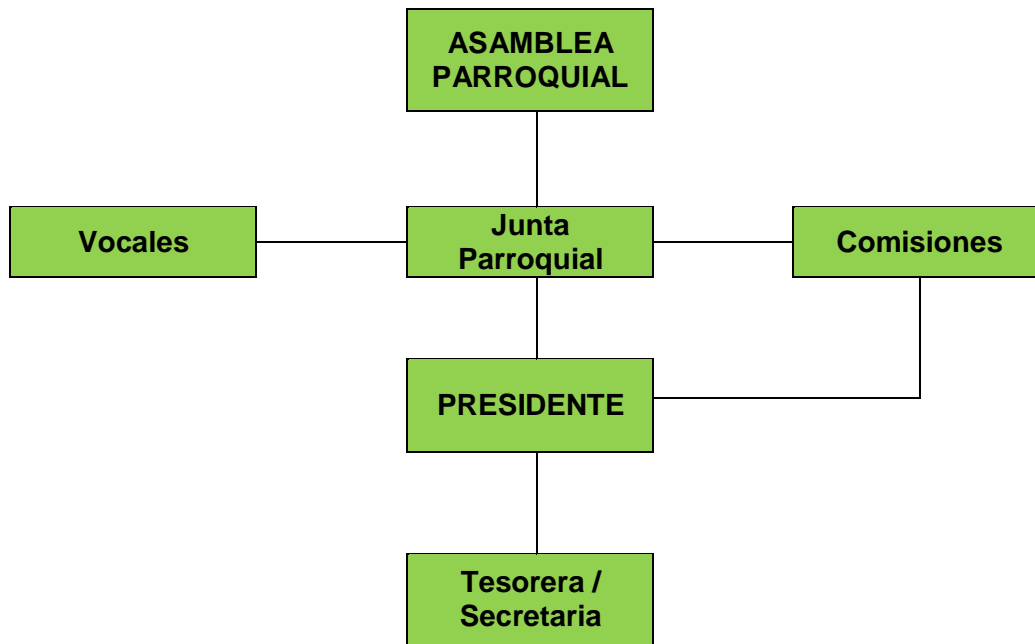 ASAMBLEA
PARROQUIAL
Vocales
Junta
Parroquial
Comisiones
PRESIDENTE
Tesorera /
Secretaria